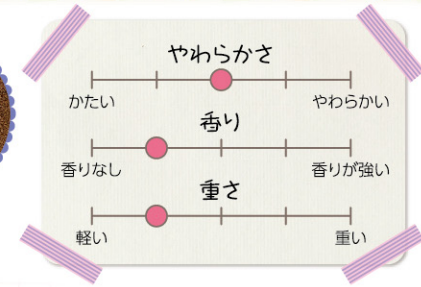 やわらかさ
かたい やわらかい
香り
香りなし 香りが強い
重さ
軽い 重い